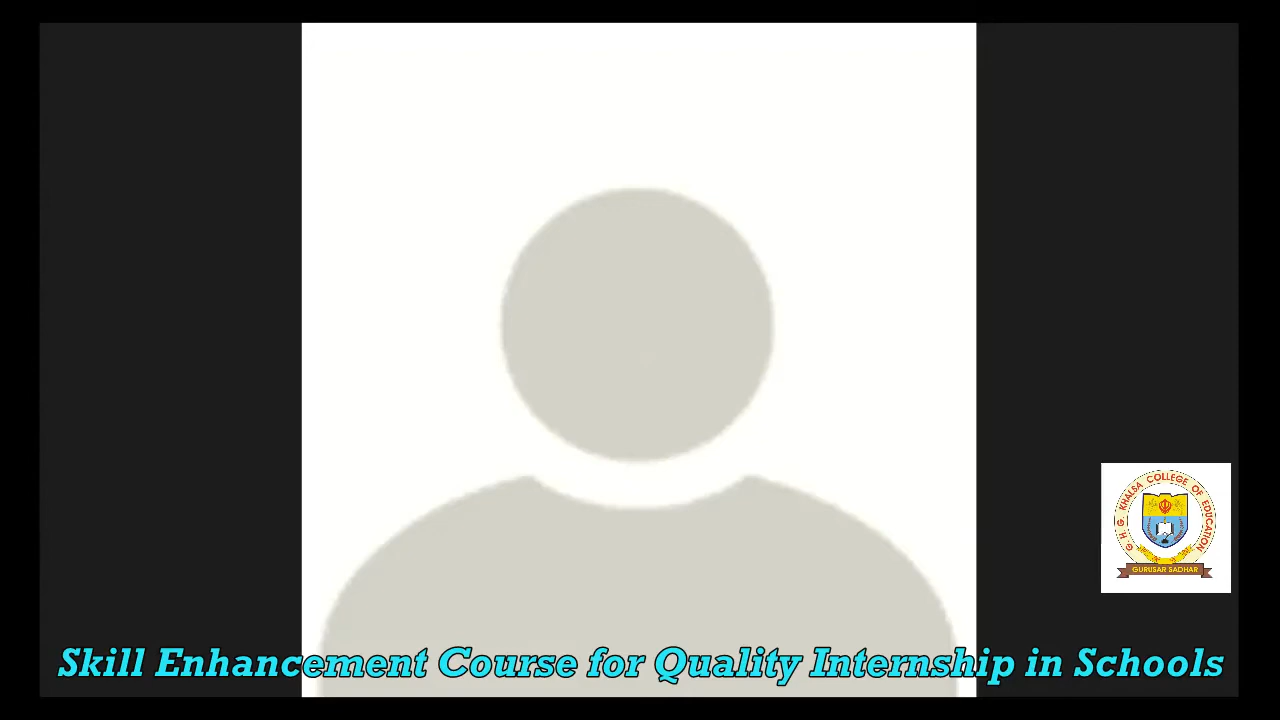 G. H. G. KHALSA COLLEGE OF EDUCATION
GURUSAR SADHAR
Skill Enhancement Course for Quality Internship in Schools